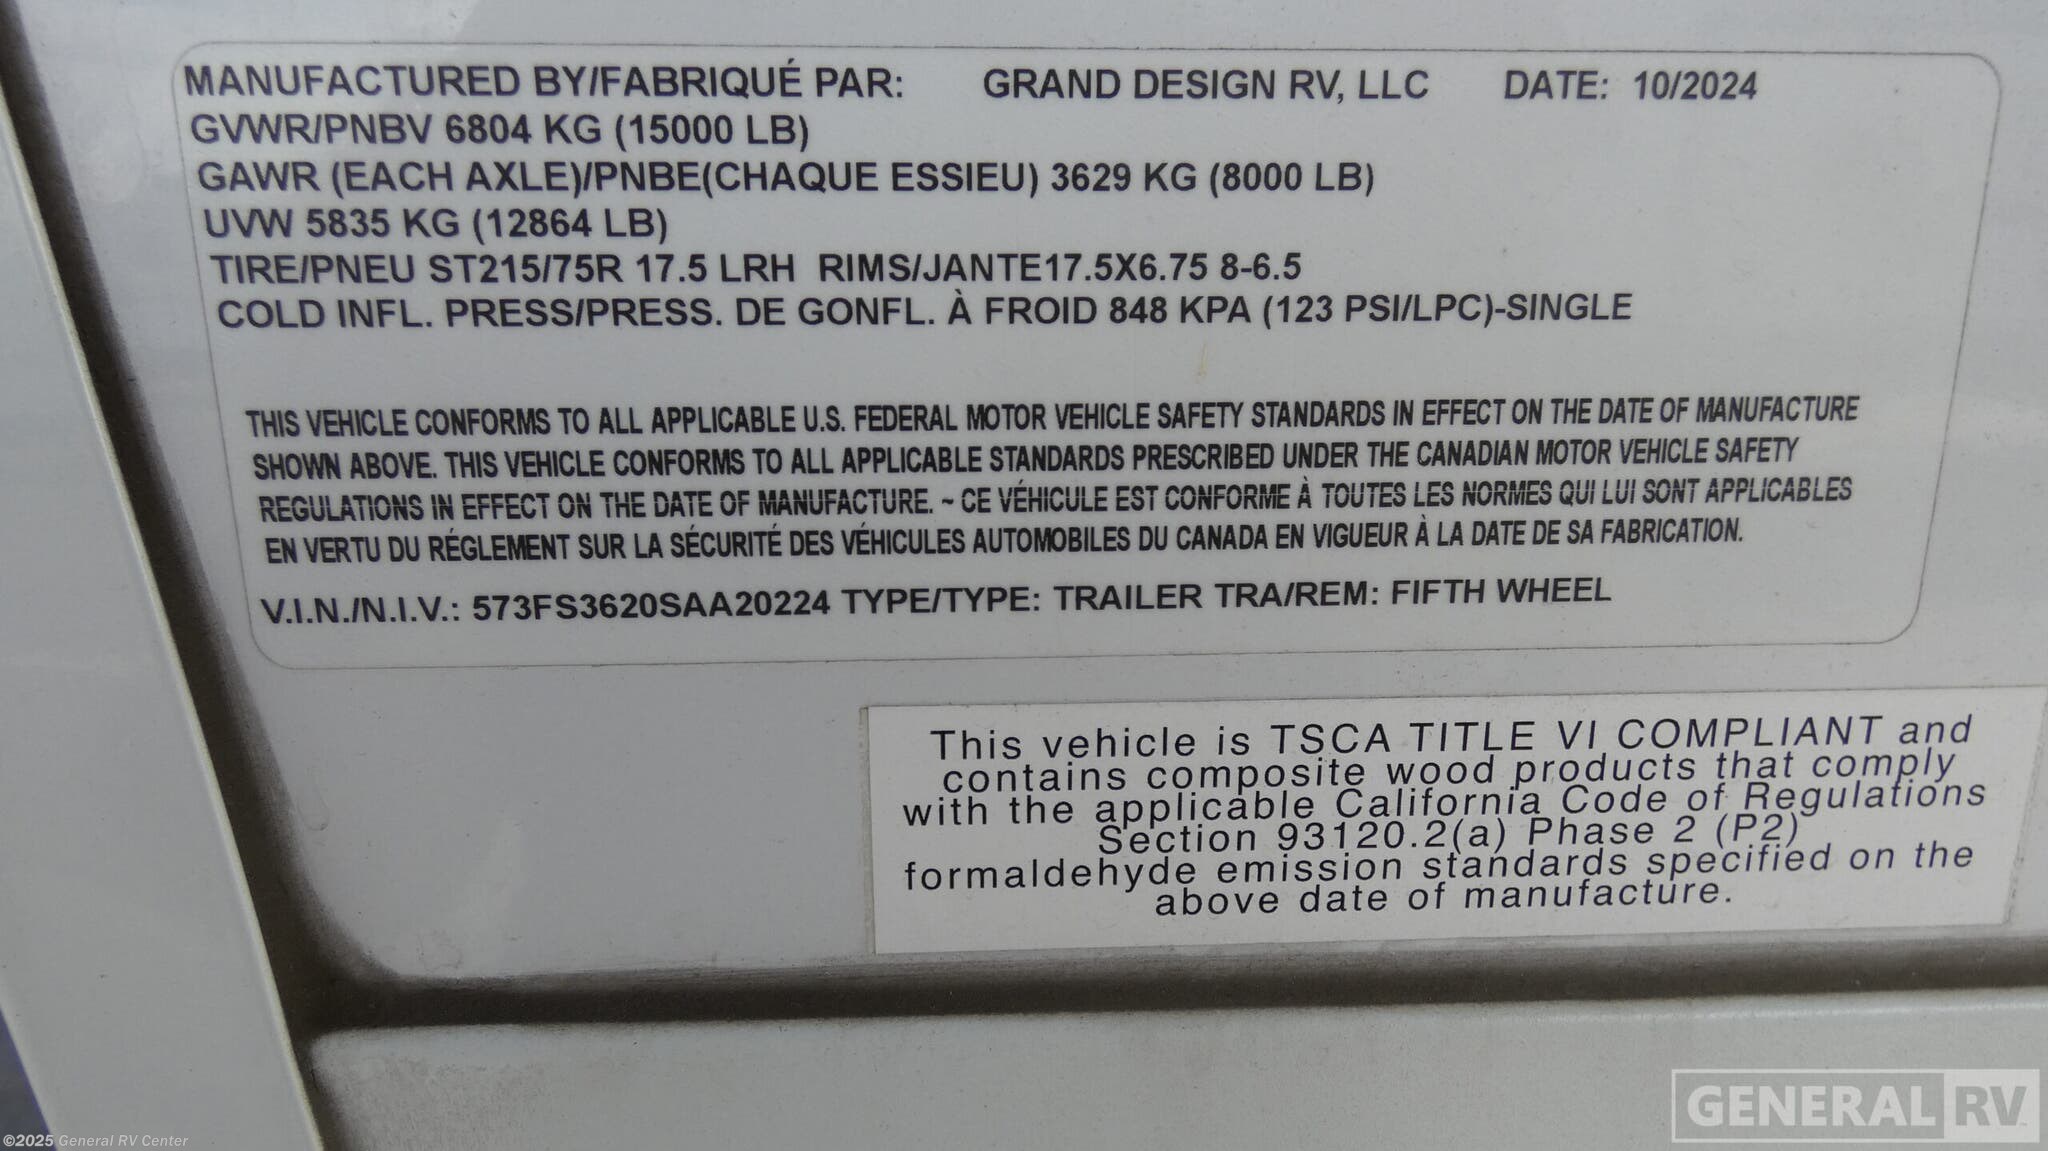 MANUFACTURED BY/FABRIQUÉ PAR: GRAND DESIGN RV, LLC DATE: 10/2024
GVWR/PNBV 6804 KG (15000 LB)
GAWR (EACH AXLE)/PNBE(CHAQUE ESSIEU) 3629 KG (8000 LB)
UVW 5835 KG (12864 LB)
TIRE/PNEU ST215/75R 17.5 LRH RIMS/JANTE17.5X6.75 8-6.5
COLD INFL. PRESS/PRESS. DE GONFL. À FROID 848 KPA (123 PSI/LPC)-SINGLE
THIS VEHICLE CONFORMS TO ALL APPLICABLE U.S. FEDERAL MOTOR VEHICLE SAFETY STANDARDS IN EFFECT ON THE DATE OF MANUFACTURE
SHOWN ABOVE. THIS VEHICLE CONFORMS TO ALL APPLICABLE STANDARDS PRESCRIBED UNDER THE CANADIAN MOTOR VEHICLE SAFETY
REGULATIONS IN EFFECT ON THE DATE OF MANUFACTURE. ~ CE VÉHICULE EST CONFORME À TOUTES LES NORMES QUI LUI SONT APPLICABLES
EN VERTU DU RÉGLEMENT SUR LA SÉCURITÉ DES VÉHICULES AUTOMOBILES DU CANADA EN VIGUEUR À LA DATE DE SA FABRICATION.
V.I.N./N.I.V.: 573FS3620SAA20224 TYPE/TYPE: TRAILER TRA/REM: FIFTH WHEEL
This vehicle is TSCA TITLE VI COMPLIANT and
contains composite wood products that comply
with the applicable California Code of Regulations
Section 93120.2(a) Phase 2 (P2)
formaldehyde emission standards specified on the
above date of manufacture.
GENERAL RV
©2025 General RV Center